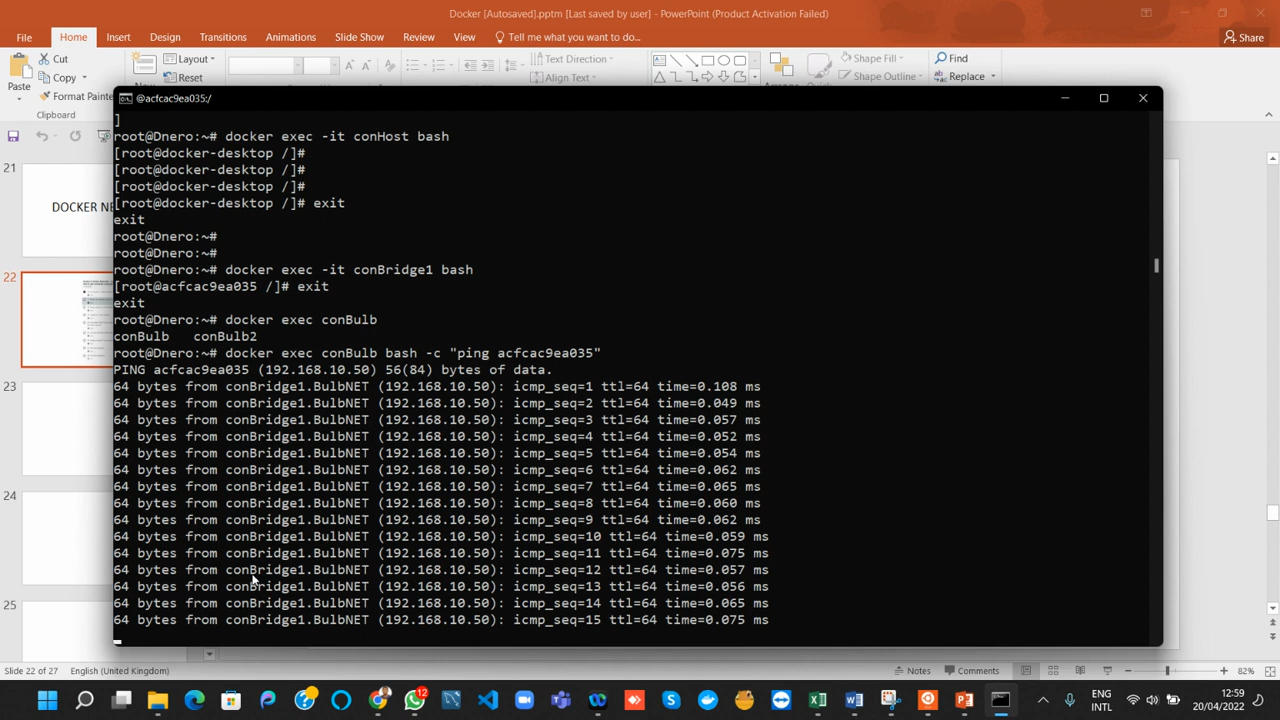 Docker [Autosaved].pptm [Last saved by user] - PowerPoint (Product Activation Failed)
File Home Insert Design Transitions Animations Slide Show Review View Tell me what you want to do... Share
Paste
Cut
Copy
Format Painte
Clipboard
Layout
Reset
Text Direction
Align Text
Shape Fill
Shape Outline
Find
Replace
@acfcac9ea035:/
]
root@Dnero:~# docker exec -it conHost bash
[root@docker-desktop /]#
[root@docker-desktop /]#
[root@docker-desktop /]#
[root@docker-desktop /]# exit
exit
root@Dnero:~#
root@Dnero:~#
root@Dnero:~# docker exec -it conBridge1 bash
[root@acfcac9ea035 /]# exit
exit
root@Dnero:~# docker exec conBulb
conBulb conBulb2
root@Dnero:~# docker exec conBulb bash -c "ping acfcac9ea035"
PING acfcac9ea035 (192.168.10.50) 56(84) bytes of data.
64 bytes from conBridge1.BulbNET (192.168.10.50): icmp_seq=1 ttl=64 time=0.108 ms
64 bytes from conBridge1.BulbNET (192.168.10.50): icmp_seq=2 ttl=64 time=0.049 ms
64 bytes from conBridge1.BulbNET (192.168.10.50): icmp_seq=3 ttl=64 time=0.057 ms
64 bytes from conBridge1.BulbNET (192.168.10.50): icmp_seq=4 ttl=64 time=0.052 ms
64 bytes from conBridge1.BulbNET (192.168.10.50): icmp_seq=5 ttl=64 time=0.054 ms
64 bytes from conBridge1.BulbNET (192.168.10.50): icmp_seq=6 ttl=64 time=0.062 ms
64 bytes from conBridge1.BulbNET (192.168.10.50): icmp_seq=7 ttl=64 time=0.065 ms
64 bytes from conBridge1.BulbNET (192.168.10.50): icmp_seq=8 ttl=64 time=0.060 ms
64 bytes from conBridge1.BulbNET (192.168.10.50): icmp_seq=9 ttl=64 time=0.062 ms
64 bytes from conBridge1.BulbNET (192.168.10.50): icmp_seq=10 ttl=64 time=0.059 ms
64 bytes from conBridge1.BulbNET (192.168.10.50): icmp_seq=11 ttl=64 time=0.075 ms
64 bytes from conBridge1.BulbNET (192.168.10.50): icmp_seq=12 ttl=64 time=0.057 ms
64 bytes from conBridge1.BulbNET (192.168.10.50): icmp_seq=13 ttl=64 time=0.056 ms
64 bytes from conBridge1.BulbNET (192.168.10.50): icmp_seq=14 ttl=64 time=0.065 ms
64 bytes from conBridge1.BulbNET (192.168.10.50): icmp_seq=15 ttl=64 time=0.075 ms
21
DOCKER NE
22
23
24
25
Slide 22 of 27 English (United Kingdom) Notes Comments 82%
12
ENG
INTL
12:59
20/04/2022